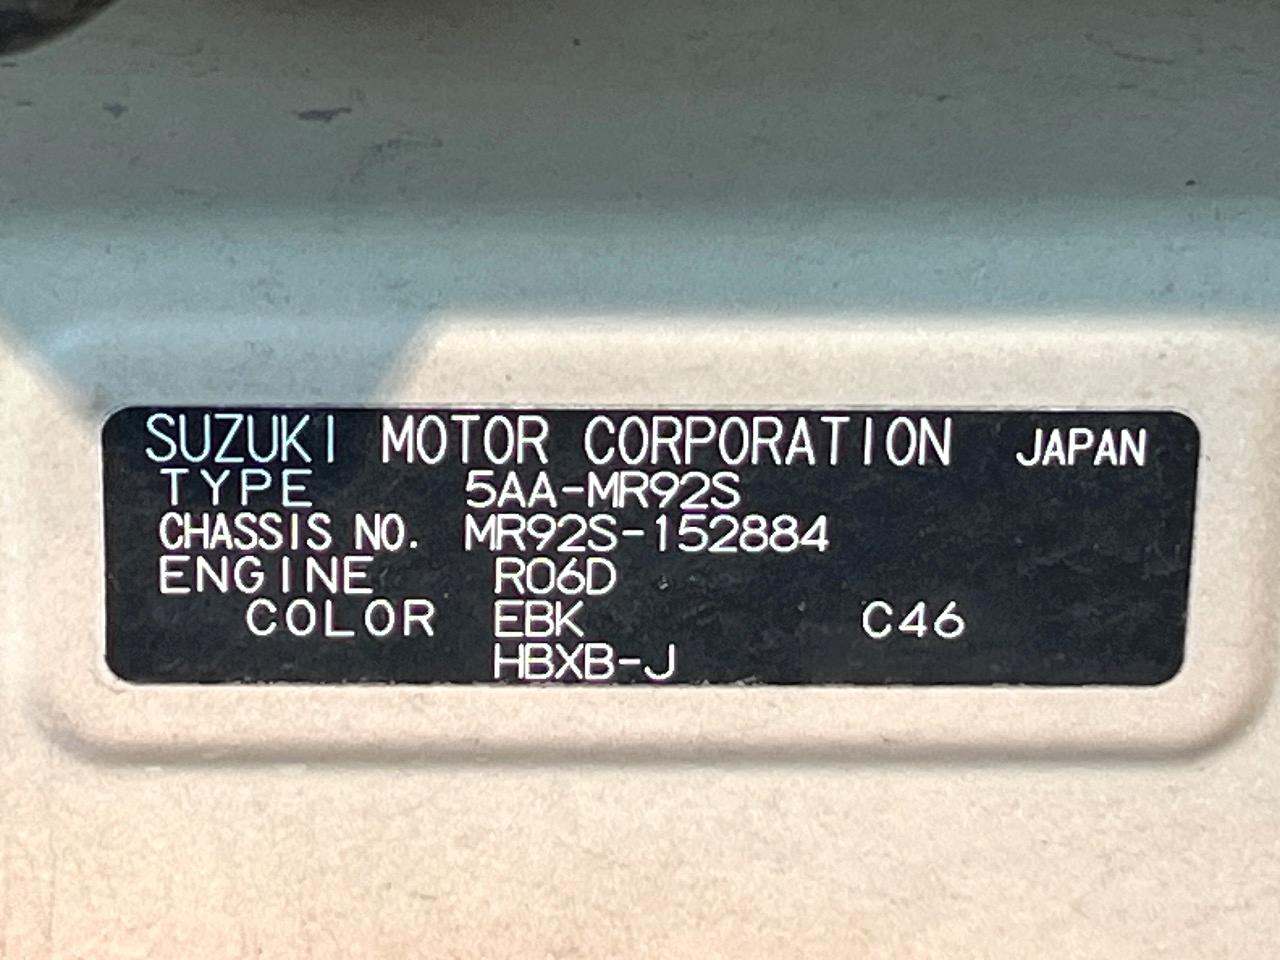 SUZUKI MOTOR CORPORATION JAPAN
TYPE 5AA-MR92S
CHASSIS NO. MR92S-152884
ENGINE R06D
COLOR EBK C46
HBXB-J